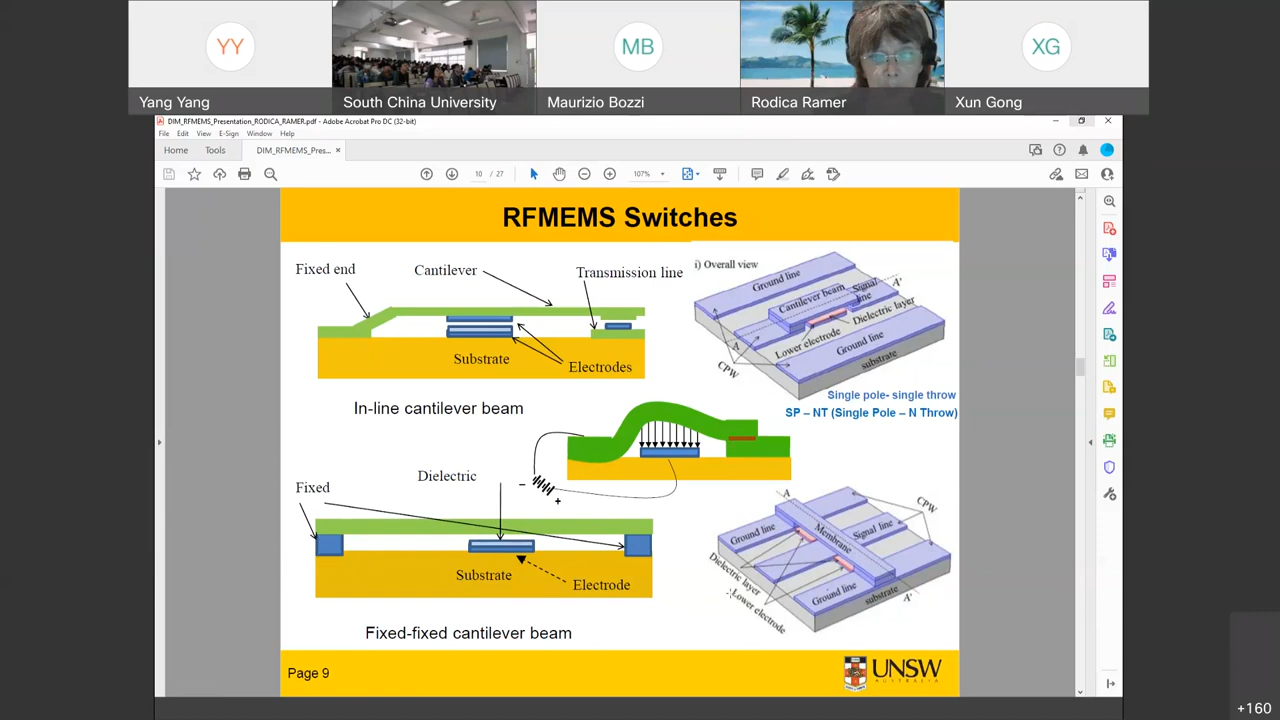 YY
MB
XG
Yang Yang
South China University
Maurizio Bozzi
Rodica Ramer
Xun Gong
DIM_RFMEMS_Presentation_RODICA_RAMER.pdf - Adobe Acrobat Pro DC (32-bit)
File Edit View E-Sign Window Help
Home Tools DIM_RFMEMS_Pres... ×
10 / 27 107%
RFMEMS Switches
Fixed end
Cantilever
Transmission line
Substrate
Electrodes
In-line cantilever beam
i) Overall view
Ground line
Cantilever beam
Signal line
A'
Dielectric layer
A
Lower electrode
Ground line
CPW
substrate
Single pole- single throw
SP – NT (Single Pole – N Throw)
- +
Fixed
Dielectric
Substrate
Electrode
Fixed-fixed cantilever beam
A
CPW
Ground line
Signal line
Membrane
Dielectric layer
Lower electrode
Ground line
substrate
A'
Page 9
UNSW
AUSTRALIA
+160